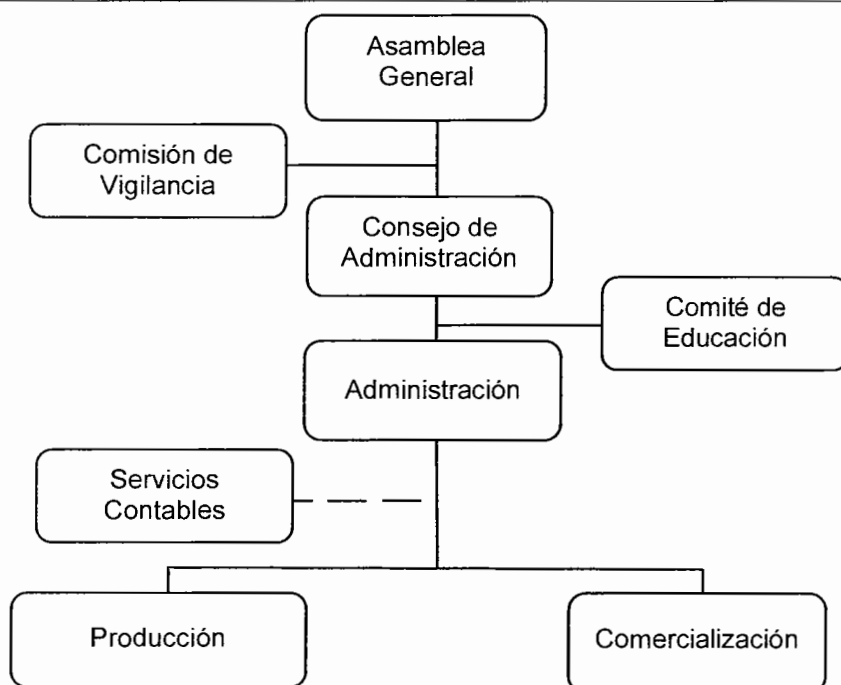 Asamblea
General
Comisión de
Vigilancia
Consejo de
Administración
Comité de
Educación
Administración
Servicios
Contables
Producción
Comercialización